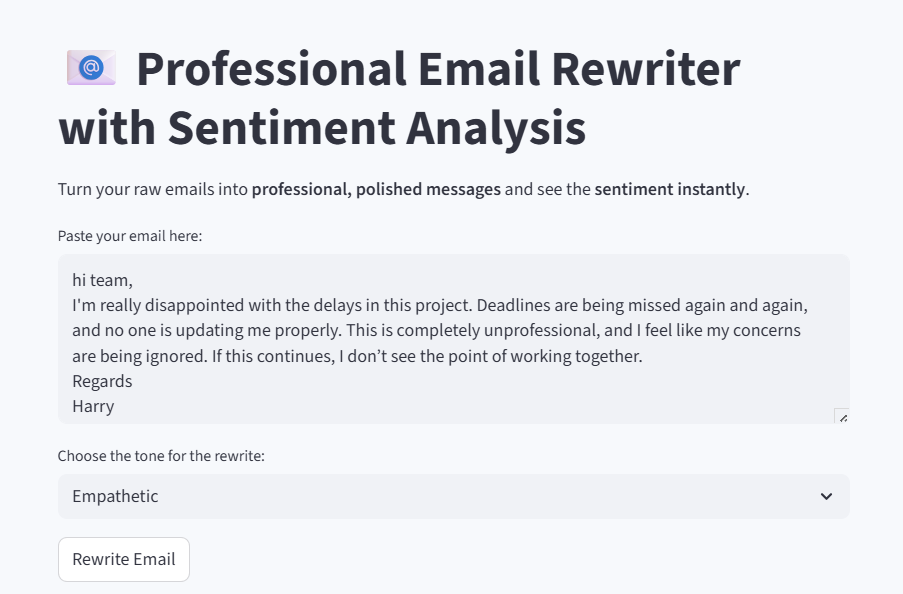 Professional Email Rewriter
with Sentiment Analysis
Turn your raw emails into professional, polished messages and see the sentiment instantly.
Paste your email here:
hi team,
I'm really disappointed with the delays in this project. Deadlines are being missed again and again,
and no one is updating me properly. This is completely unprofessional, and I feel like my concerns
are being ignored. If this continues, I don’t see the point of working together.
Regards
Harry
Choose the tone for the rewrite:
Empathetic
Rewrite Email